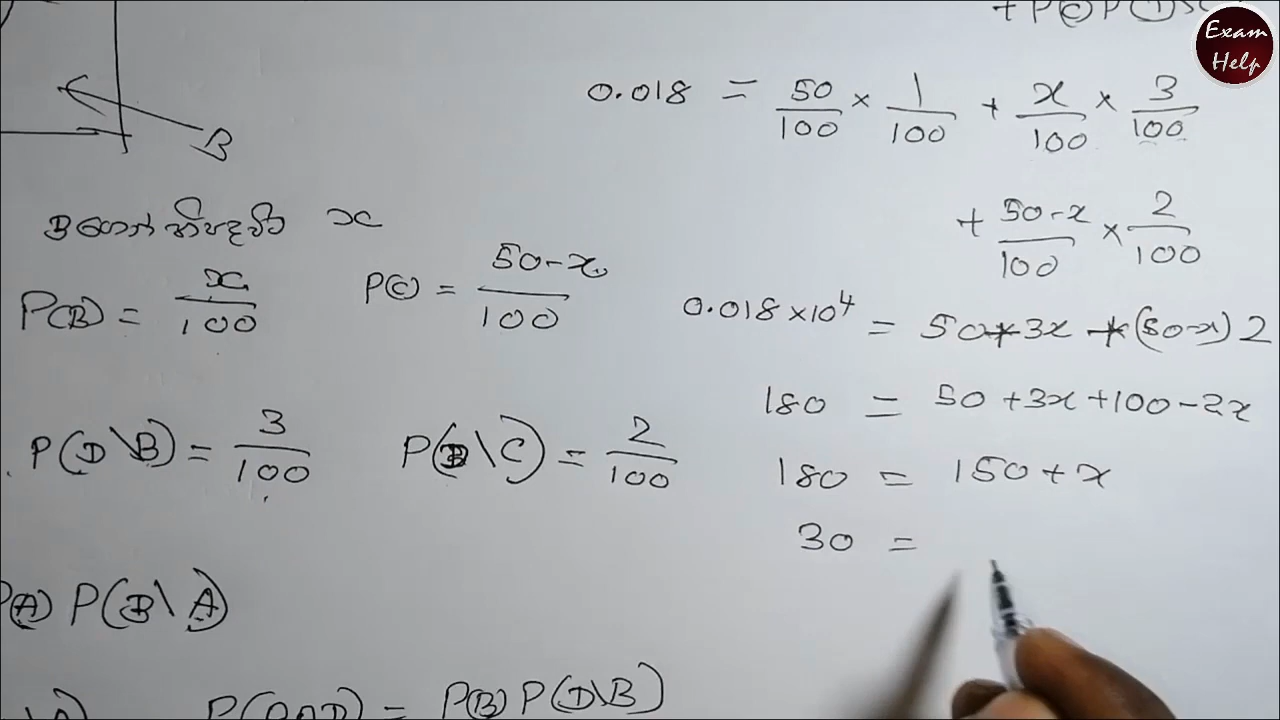 Exam
Help
0.018 = 50/100 × 1/100 + x/100 × 3/100
+ 50-x/100 × 2/100
B
x
P(B) = x/100
P(C) = 50-x/100
0.018×10⁴ = 50+3x+(50-x)2
180 = 50+3x+100-2x
P(D\B) = 3/100
P(D\C) = 2/100
180 = 150+x
30 =
P(A) P(B\A)
P(B∩D) = P(B) P(D\B)